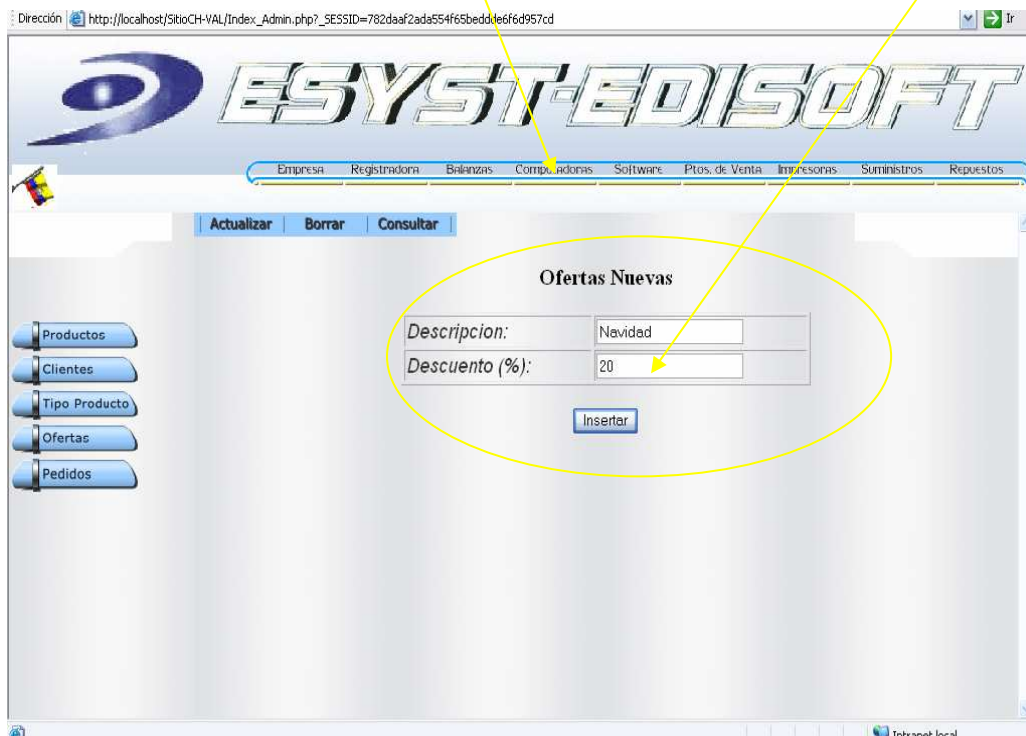 Dirección http://localhost/SitioCH-VAL/Index_Admin.php?_SESSID=782daaf2ada554f65beddde6f6d957cd Ir
ESYST-EDISOFT
Empresa Registradora Balanzas Computadoras Software Ptos. de Venta Impresoras Suministros Repuestos
Actualizar | Borrar | Consultar |
Ofertas Nuevas
Descripcion: Navidad
Descuento (%): 20
Insertar
Productos
Clientes
Tipo Producto
Ofertas
Pedidos
Intranet local